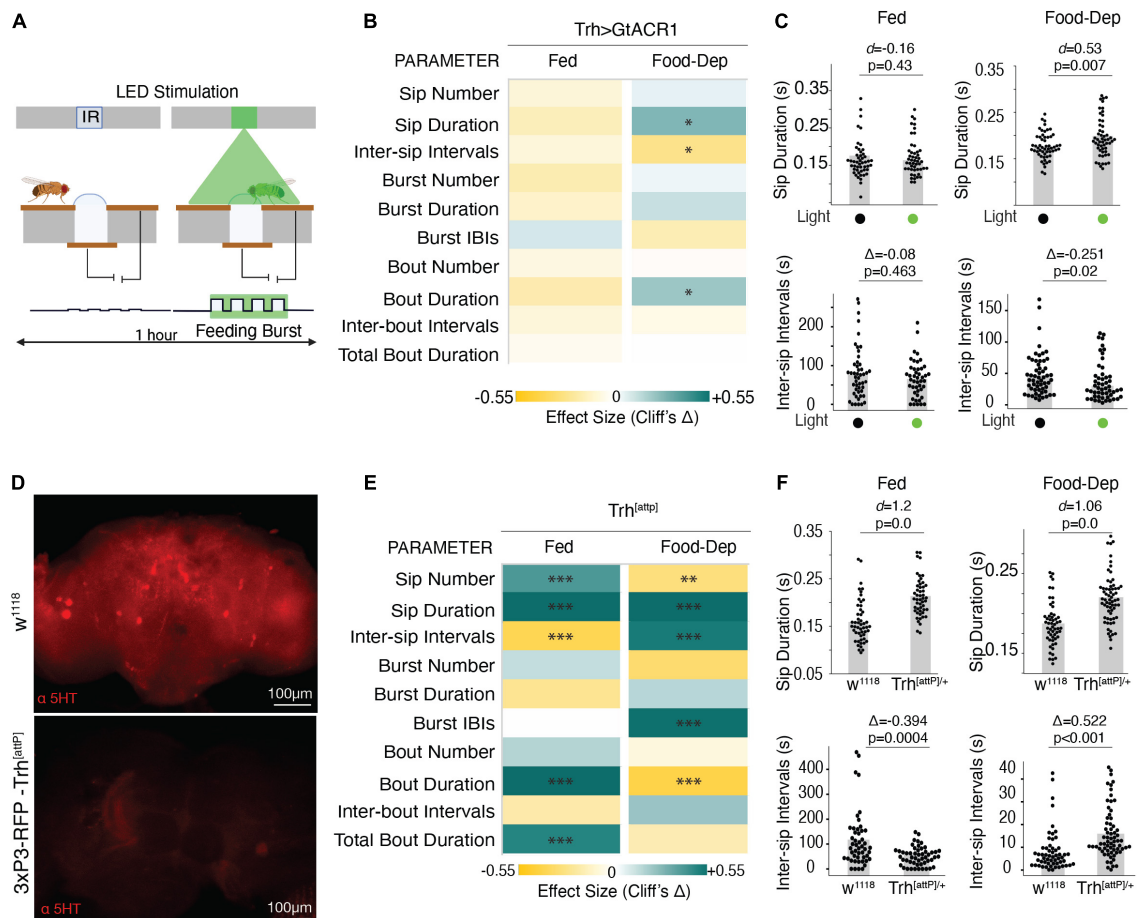 A
LED Stimulation
IR
1 hour
Feeding Burst
B
Trh>GtACR1
PARAMETER Fed Food-Dep
Sip Number
Sip Duration *
Inter-sip Intervals *
Burst Number
Burst Duration
Burst IBIs
Bout Number
Bout Duration *
Inter-bout Intervals
Total Bout Duration
-0.55 0 +0.55
Effect Size (Cliff's Δ)
C
Fed
d=-0.16
p=0.43
Sip Duration (s)
0.35
0.25
0.15
Light
Food-Dep
d=0.53
p=0.007
Sip Duration (s)
0.35
0.25
0.15
Δ=-0.08
p=0.463
Inter-sip Intervals (s)
200
100
0
Light
Δ=-0.251
p=0.02
Inter-sip Intervals (s)
150
100
50
0
D
w1118
α 5HT
100µm
3xP3-RFP -Trh[attP]
α 5HT
100µm
E
Trh[attp]
PARAMETER Fed Food-Dep
Sip Number *** **
Sip Duration *** ***
Inter-sip Intervals *** ***
Burst Number
Burst Duration
Burst IBIs ***
Bout Number
Bout Duration *** ***
Inter-bout Intervals
Total Bout Duration ***
-0.55 0 +0.55
Effect Size (Cliff's Δ)
F
Fed
d=1.2
p=0.0
Sip Duration (s)
0.35
0.25
0.15
0.05
w1118 Trh[attP]/+
Food-Dep
d=1.06
p=0.0
Sip Duration (s)
0.25
0.15
w1118 Trh[attP]/+
Δ=-0.394
p=0.0004
Inter-sip Intervals (s)
400
300
200
100
0
w1118 Trh[attP]/+
Δ=0.522
p<0.001
Inter-sip Intervals (s)
40
30
20
10
0
w1118 Trh[attP]/+